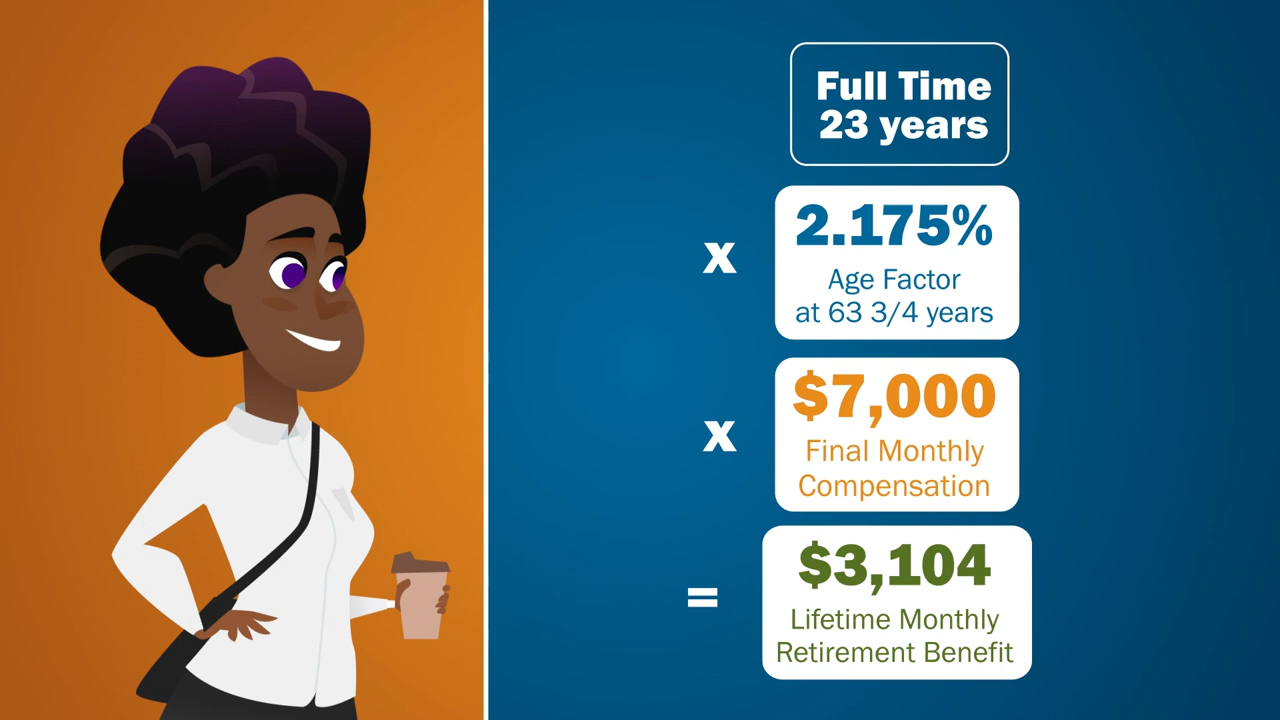 Full Time
23 years
x
2.175%
Age Factor
at 63 3/4 years
x
$7,000
Final Monthly
Compensation
=
$3,104
Lifetime Monthly
Retirement Benefit